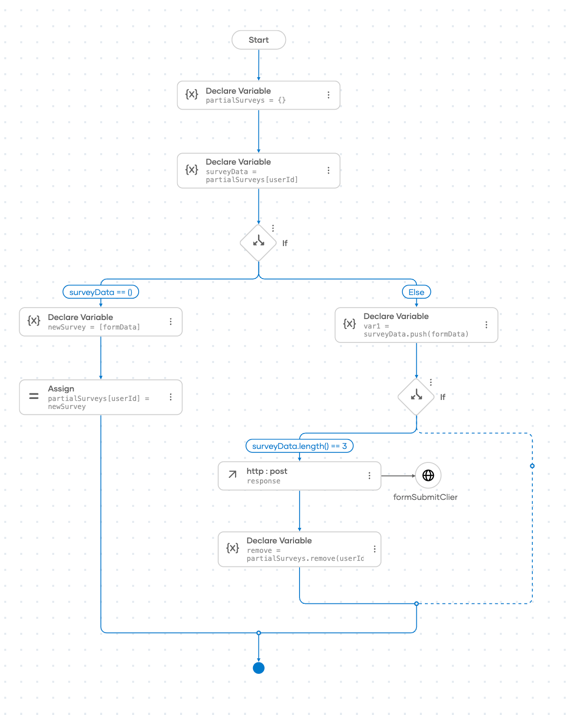 Start
Declare Variable
partialSurveys = {}
Declare Variable
surveyData =
partialSurveys[userId]
If
surveyData == ()
Else
Declare Variable
newSurvey = [formData]
Declare Variable
var1 =
surveyData.push(formData)
Assign
partialSurveys[userId] =
newSurvey
If
surveyData.length() == 3
http : post
response
formSubmitClier
Declare Variable
remove =
partialSurveys.remove(userIc